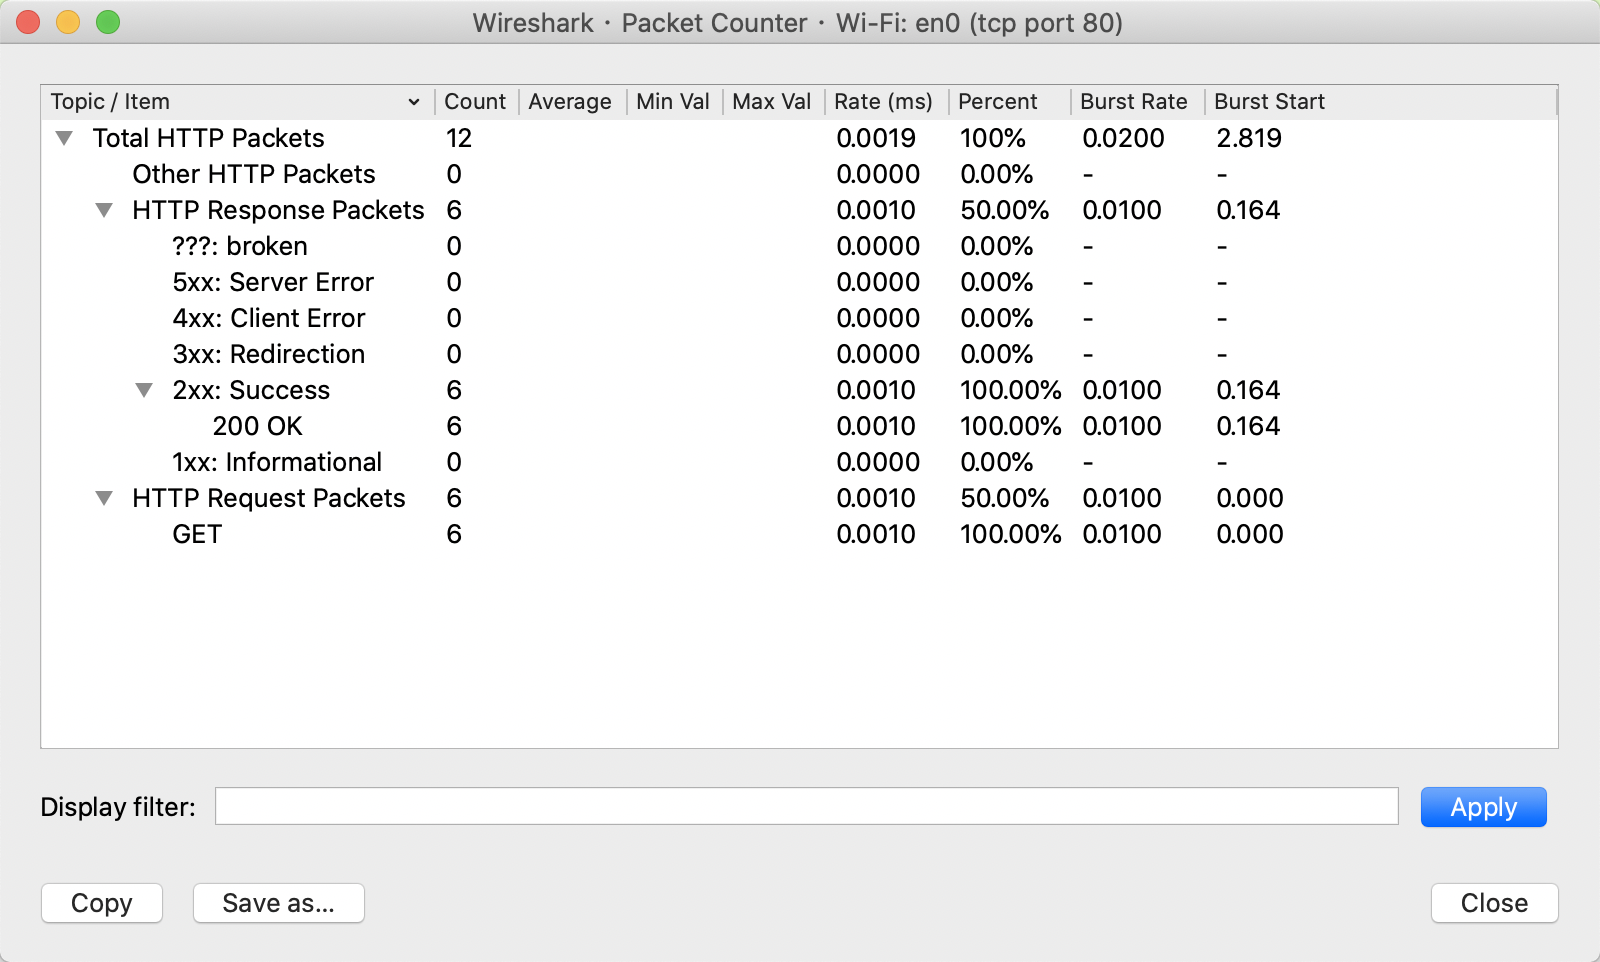 Wireshark · Packet Counter · Wi-Fi: en0 (tcp port 80)
Topic / Item Count Average Min Val Max Val Rate (ms) Percent Burst Rate Burst Start
Total HTTP Packets 12 0.0019 100% 0.0200 2.819
Other HTTP Packets 0 0.0000 0.00% - -
HTTP Response Packets 6 0.0010 50.00% 0.0100 0.164
???: broken 0 0.0000 0.00% - -
5xx: Server Error 0 0.0000 0.00% - -
4xx: Client Error 0 0.0000 0.00% - -
3xx: Redirection 0 0.0000 0.00% - -
2xx: Success 6 0.0010 100.00% 0.0100 0.164
200 OK 6 0.0010 100.00% 0.0100 0.164
1xx: Informational 0 0.0000 0.00% - -
HTTP Request Packets 6 0.0010 50.00% 0.0100 0.000
GET 6 0.0010 100.00% 0.0100 0.000
Display filter: Apply
Copy Save as... Close